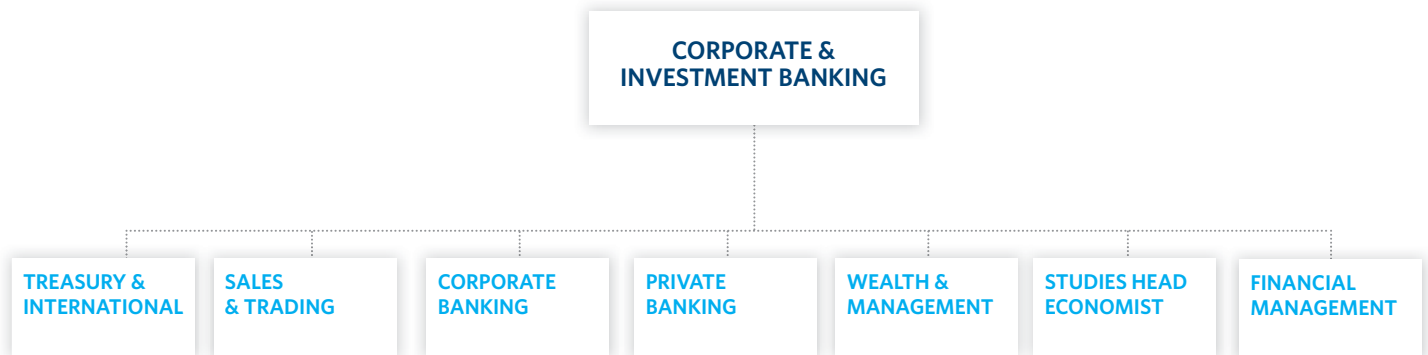 CORPORATE &
INVESTMENT BANKING
TREASURY &
INTERNATIONAL
SALES
& TRADING
CORPORATE
BANKING
PRIVATE
BANKING
WEALTH &
MANAGEMENT
STUDIES HEAD
ECONOMIST
FINANCIAL
MANAGEMENT